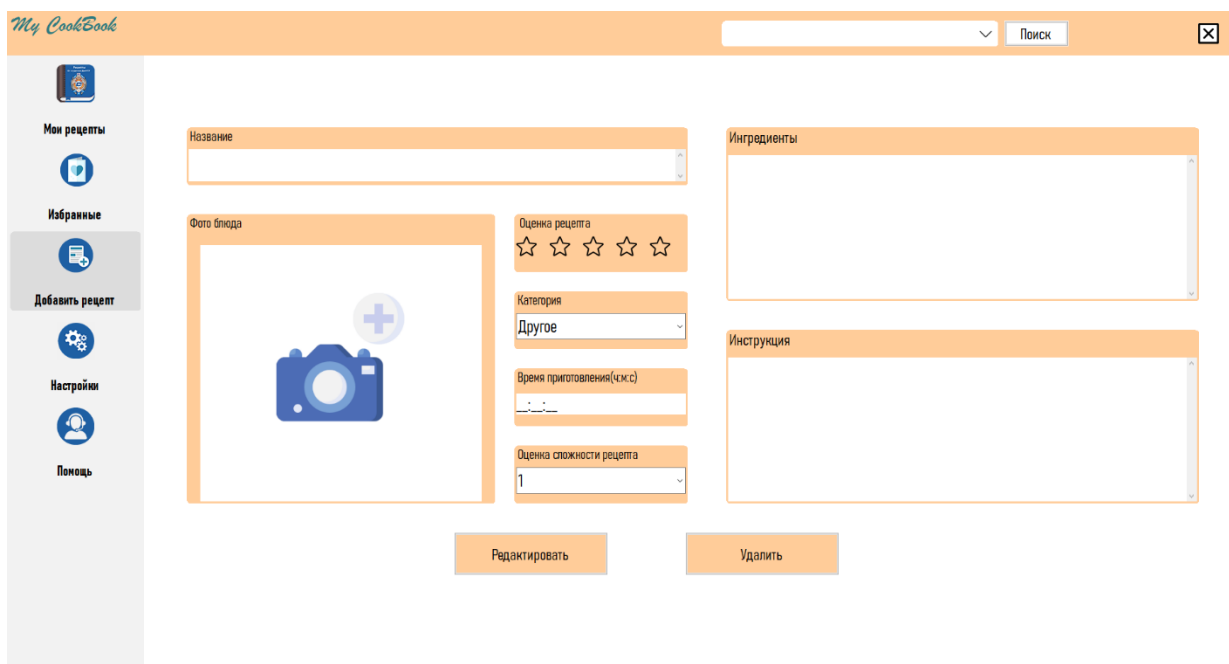 My CookBook
Поиск
Мои рецепты
Избранные
Добавить рецепт
Настройки
Помощь
Название
Фото блюда
Оценка рецепта
Категория
Другое
Время приготовления(ч:м:с)
__:__:__
Оценка сложности рецепта
1
Ингредиенты
Инструкция
Редактировать
Удалить